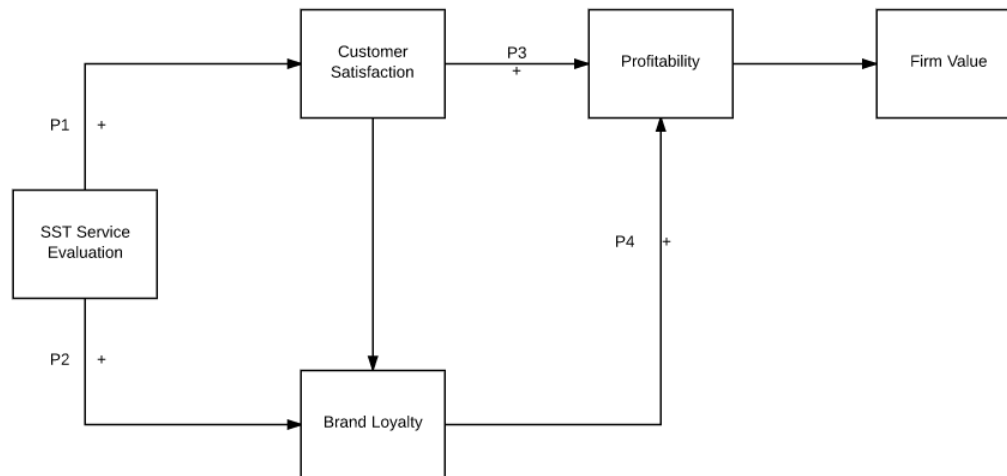 Customer
Satisfaction
P3
+
Profitability
Firm Value
P1 +
SST Service
Evaluation
P4 +
P2 +
Brand Loyalty